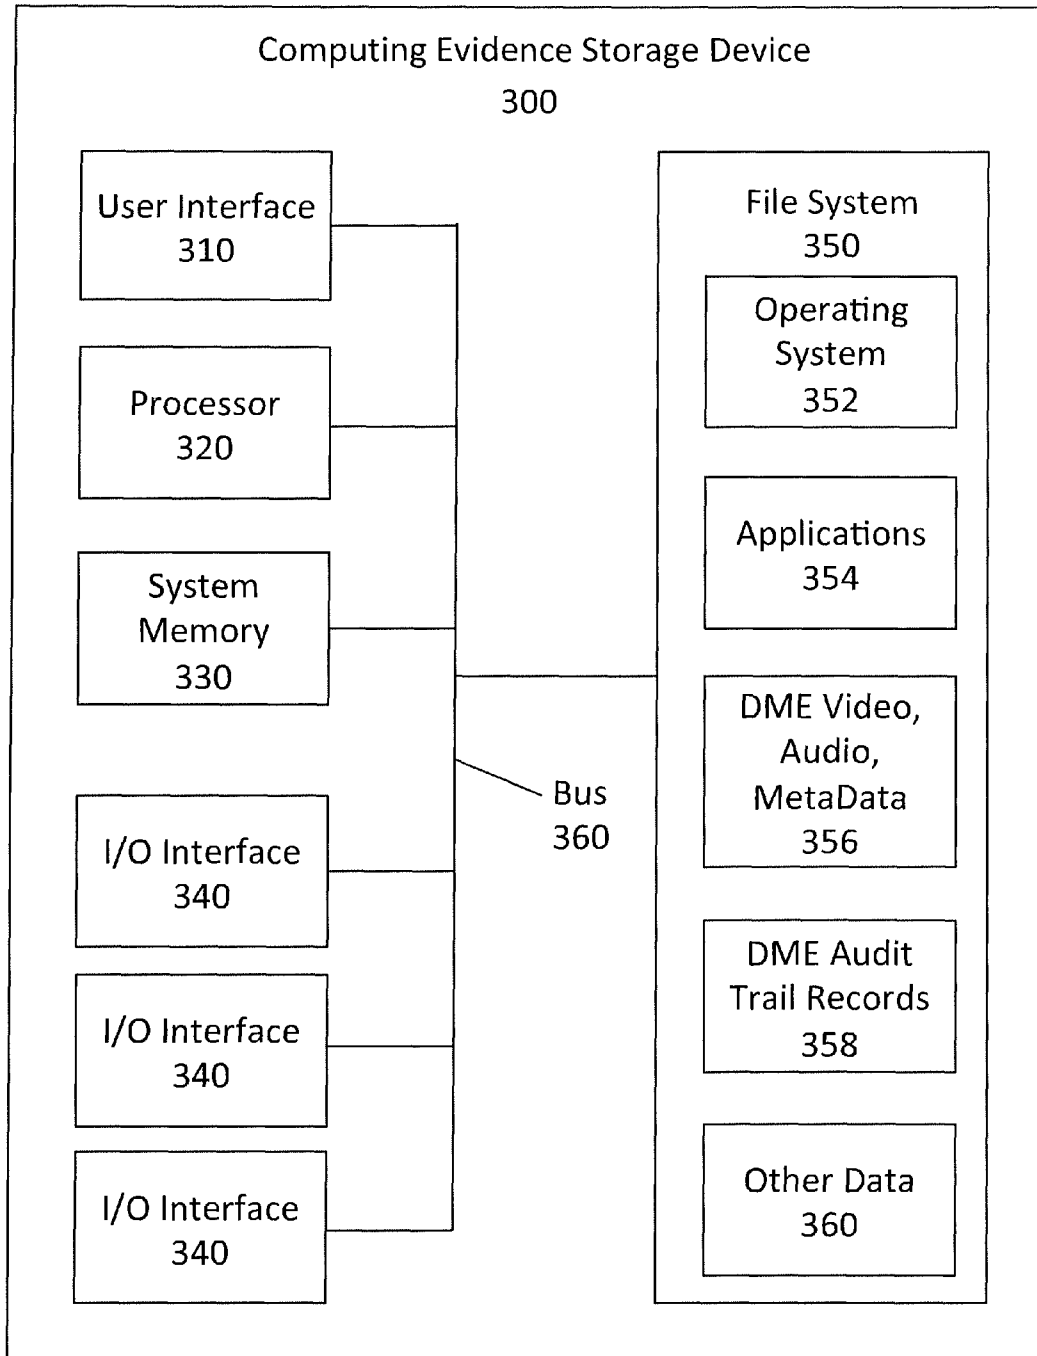 Computing Evidence Storage Device
300
User Interface
310
Processor
320
System
Memory
330
I/O Interface
340
I/O Interface
340
I/O Interface
340
Bus
360
File System
350
Operating
System
352
Applications
354
DME Video,
Audio,
MetaData
356
DME Audit
Trail Records
358
Other Data
360